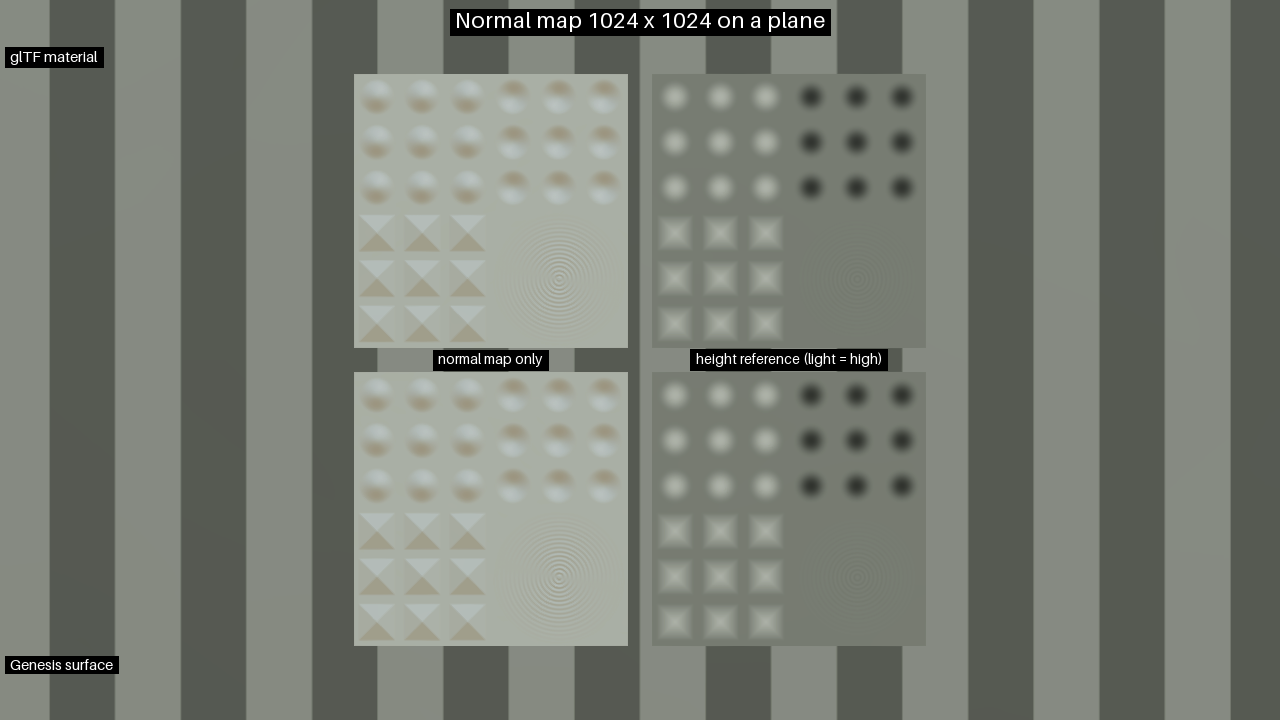 Normal map 1024 x 1024 on a plane
glTF material
normal map only
height reference (light = high)
Genesis surface